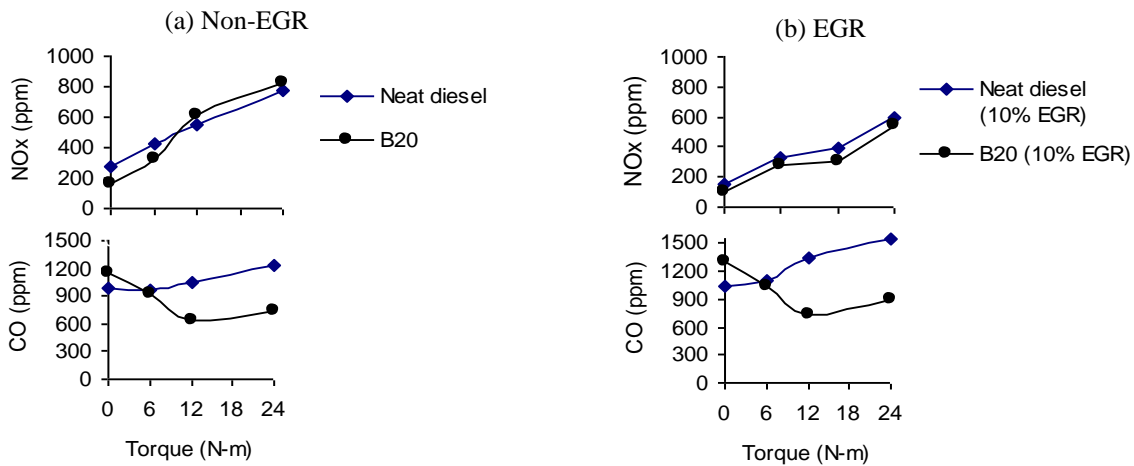 (a) Non-EGR
NOx (ppm)
1000
800
600
400
200
0
Neat diesel
B20
CO (ppm)
1500
1200
900
600
300
0
0 6 12 18 24
Torque (N-m)
(b) EGR
NOx (ppm)
1000
800
600
400
200
0
Neat diesel
(10% EGR)
B20 (10% EGR)
CO (ppm)
1500
1200
900
600
300
0
0 6 12 18 24
Torque (N-m)